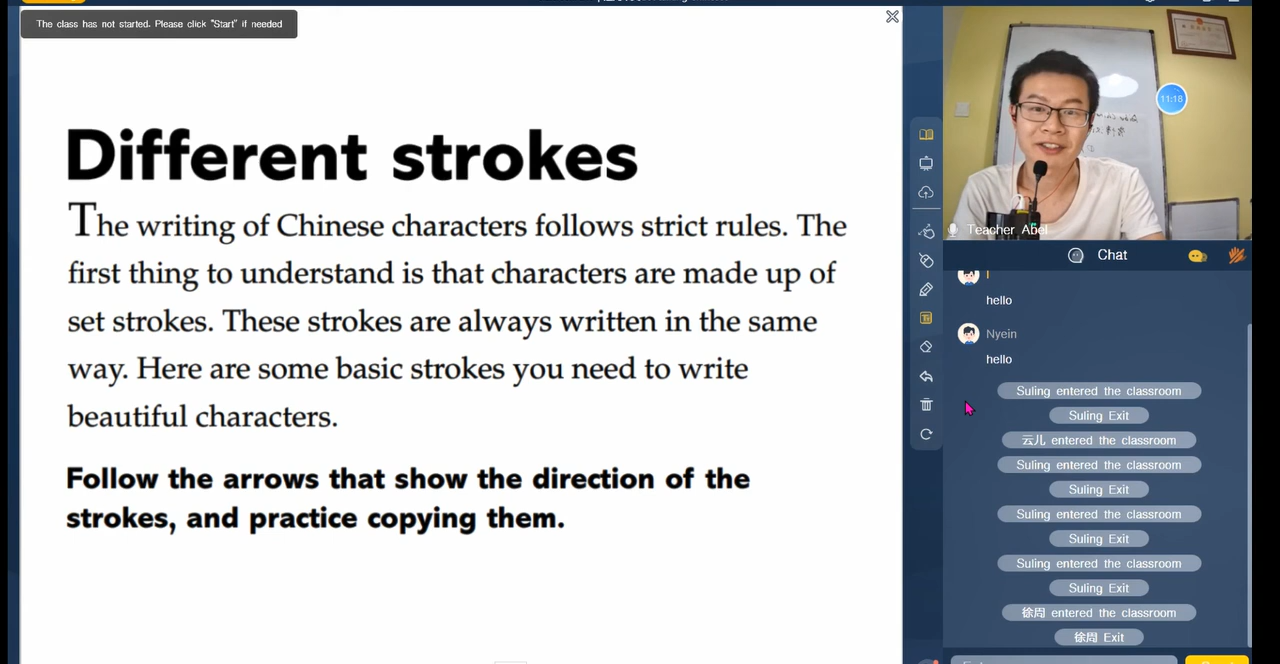 The class has not started. Please click "Start" if needed
Different strokes
The writing of Chinese characters follows strict rules. The
first thing to understand is that characters are made up of
set strokes. These strokes are always written in the same
way. Here are some basic strokes you need to write
beautiful characters.
Follow the arrows that show the direction of the
strokes, and practice copying them.
11:18
Teacher Abel
Chat
hello
Nyein
hello
Suling entered the classroom
Suling Exit
云儿 entered the classroom
Suling entered the classroom
Suling Exit
Suling entered the classroom
Suling Exit
Suling entered the classroom
Suling Exit
徐周 entered the classroom
徐周 Exit